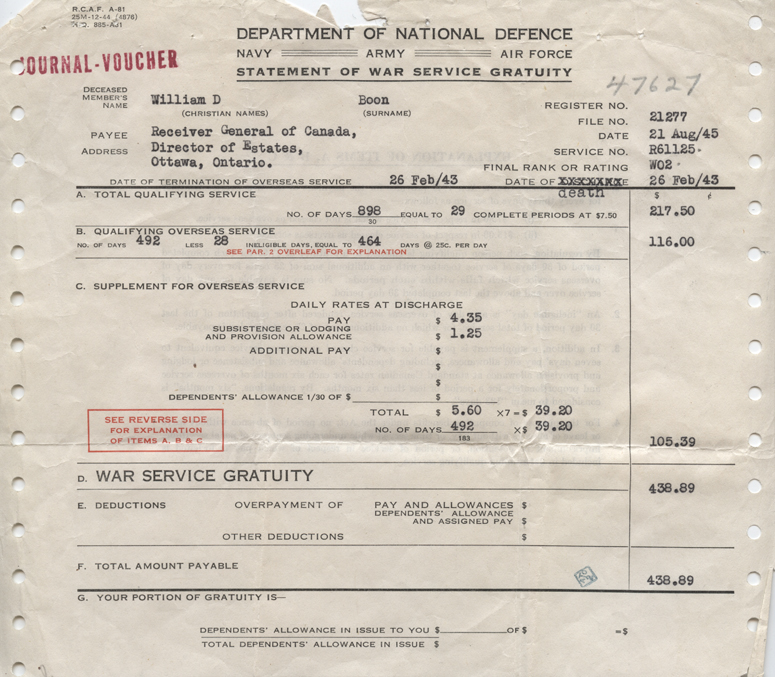 R.C.A.F. A-81
25M-12-44 (4676)
H.Q. 885-A-81
JOURNAL-VOUCHER
DEPARTMENT OF NATIONAL DEFENCE
NAVY ARMY AIR FORCE
STATEMENT OF WAR SERVICE GRATUITY
47627
DECEASED
MEMBER'S
NAME William D Boon
(CHRISTIAN NAMES) (SURNAME)
REGISTER NO.
FILE NO. 21277
PAYEE Receiver General of Canada,
DATE 21 Aug/45
ADDRESS Director of Estates,
SERVICE NO. R61125.
Ottawa, Ontario.
FINAL RANK OR RATING WO2.
DATE OF TERMINATION OF OVERSEAS SERVICE 26 Feb/43 DATE OF XXXXXXXE 26 Feb/43
death
A. TOTAL QUALIFYING SERVICE $ ¢
NO. OF DAYS 898 EQUAL TO 29 COMPLETE PERIODS AT $7.50 217.50
30
B. QUALIFYING OVERSEAS SERVICE
NO. OF DAYS 492 LESS 28 INELIGIBLE DAYS, EQUAL TO 464 DAYS @ 25C. PER DAY 116.00
SEE PAR. 2 OVERLEAF FOR EXPLANATION
C. SUPPLEMENT FOR OVERSEAS SERVICE
DAILY RATES AT DISCHARGE
PAY $ 4.35
SUBSISTENCE OR LODGING
AND PROVISION ALLOWANCE $ 1.25
ADDITIONAL PAY $
$
$
DEPENDENTS' ALLOWANCE 1/30 OF $ $
TOTAL $ 5.60 X7=$ 39.20
NO. OF DAYS 492 X$ 39.20
183
105.39
SEE REVERSE SIDE
FOR EXPLANATION
OF ITEMS A, B & C
D. WAR SERVICE GRATUITY 438.89
E. DEDUCTIONS OVERPAYMENT OF PAY AND ALLOWANCES $
DEPENDENTS' ALLOWANCE
AND ASSIGNED PAY $
OTHER DEDUCTIONS $
F. TOTAL AMOUNT PAYABLE 438.89
G. YOUR PORTION OF GRATUITY IS—
DEPENDENTS' ALLOWANCE IN ISSUE TO YOU $ OF $ =$
TOTAL DEPENDENTS' ALLOWANCE IN ISSUE $